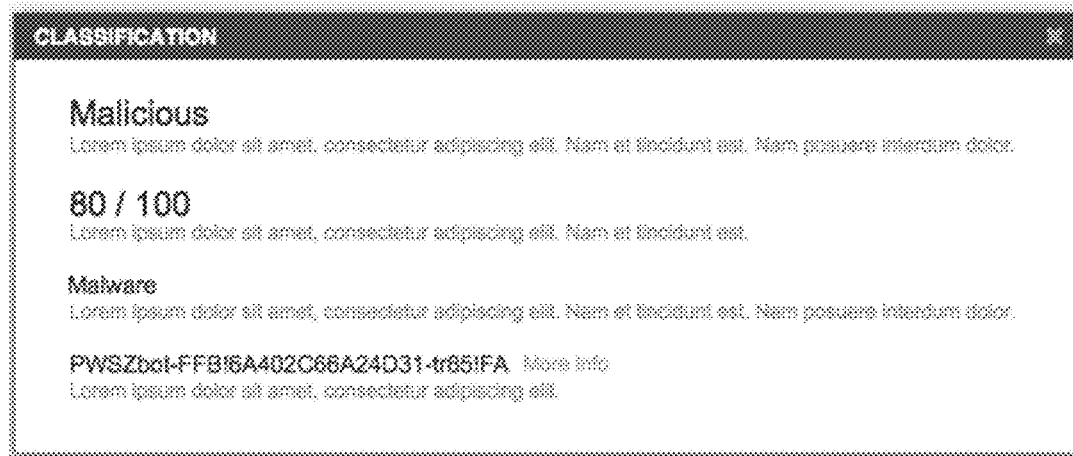 CLASSIFICATION
Malicious
Lorem ipsum dolor sit amet, consectetur adipiscing elit. Nam et tincidunt est. Nam posuere interdum dolor.
80 / 100
Lorem ipsum dolor sit amet, consectetur adipiscing elit. Nam et tincidunt est.
Malware
Lorem ipsum dolor sit amet, consectetur adipiscing elit. Nam et tincidunt est. Nam posuere interdum dolor.
More info
Lorem ipsum dolor sit amet, consectetur adipiscing elit.